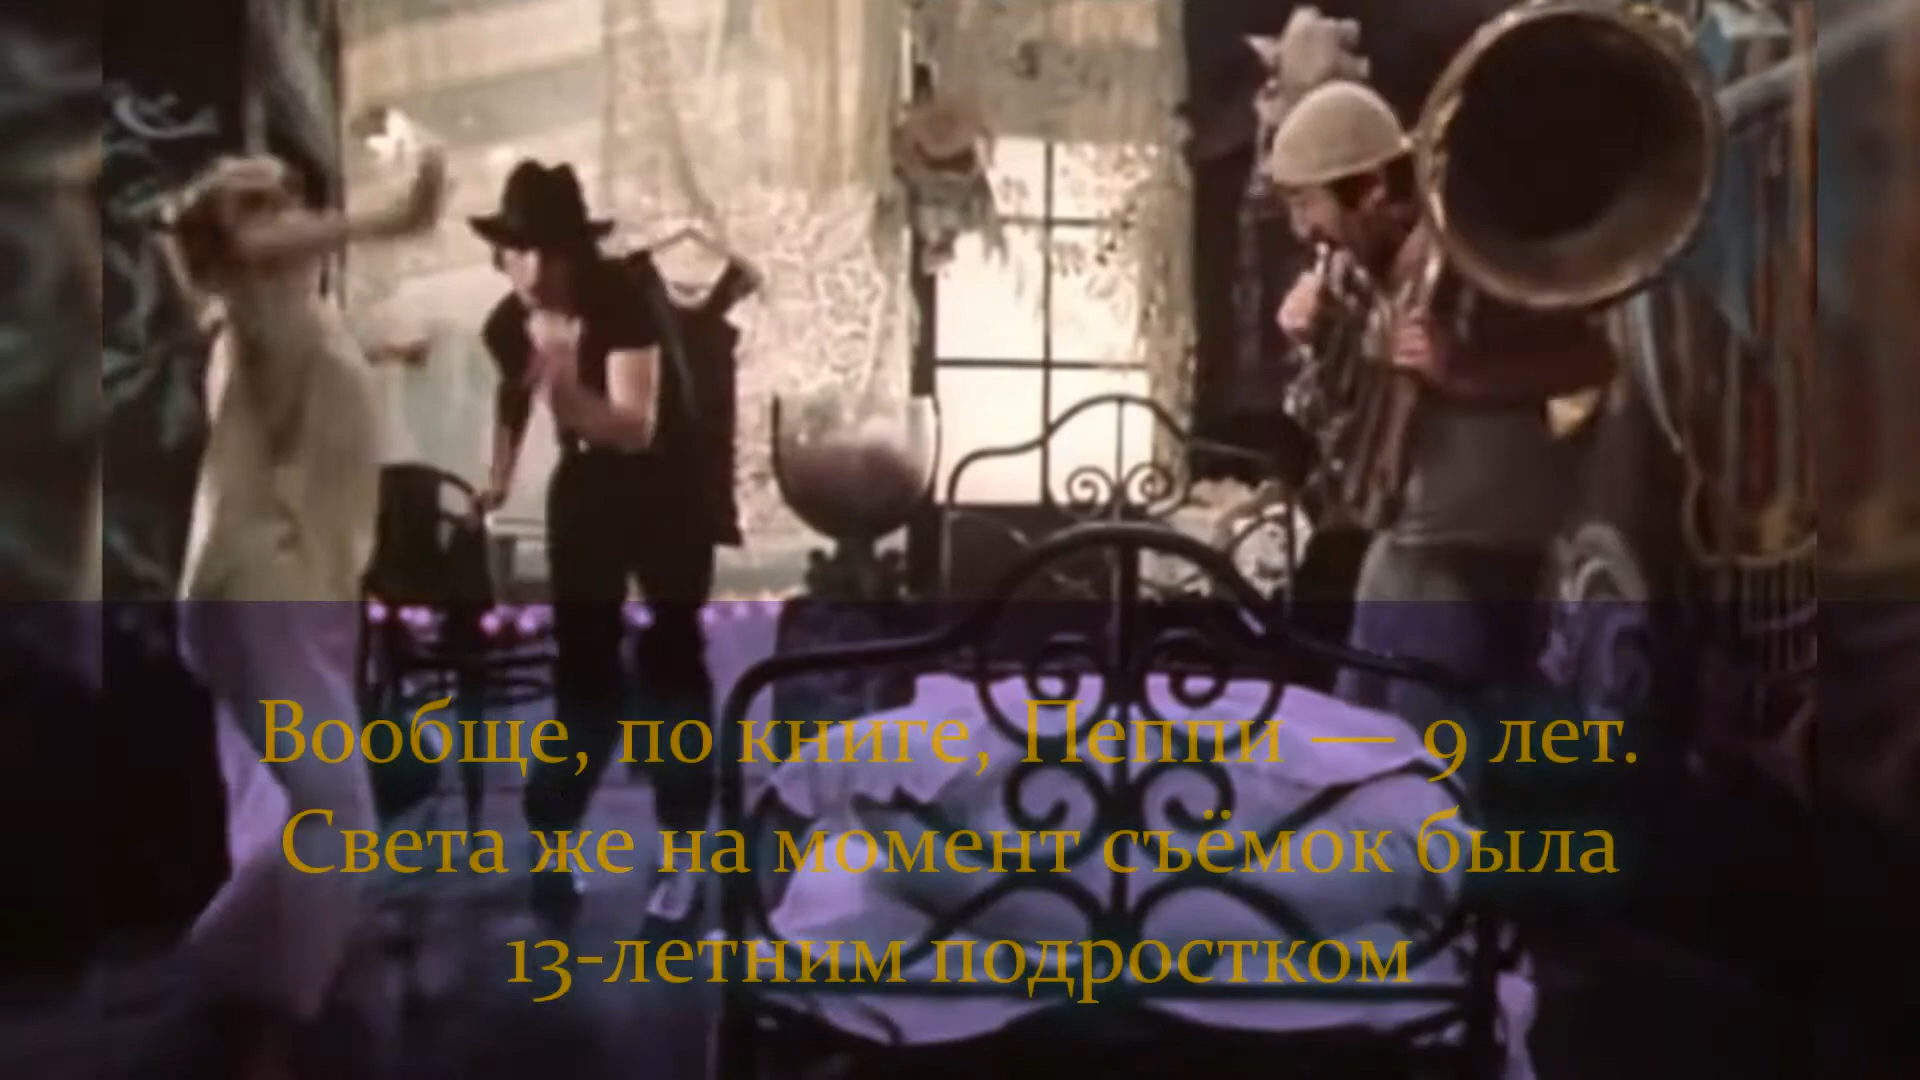 Вообще, по книге, Пеппи — 9 лет.
Света же на момент съёмок была
13-летним подростком